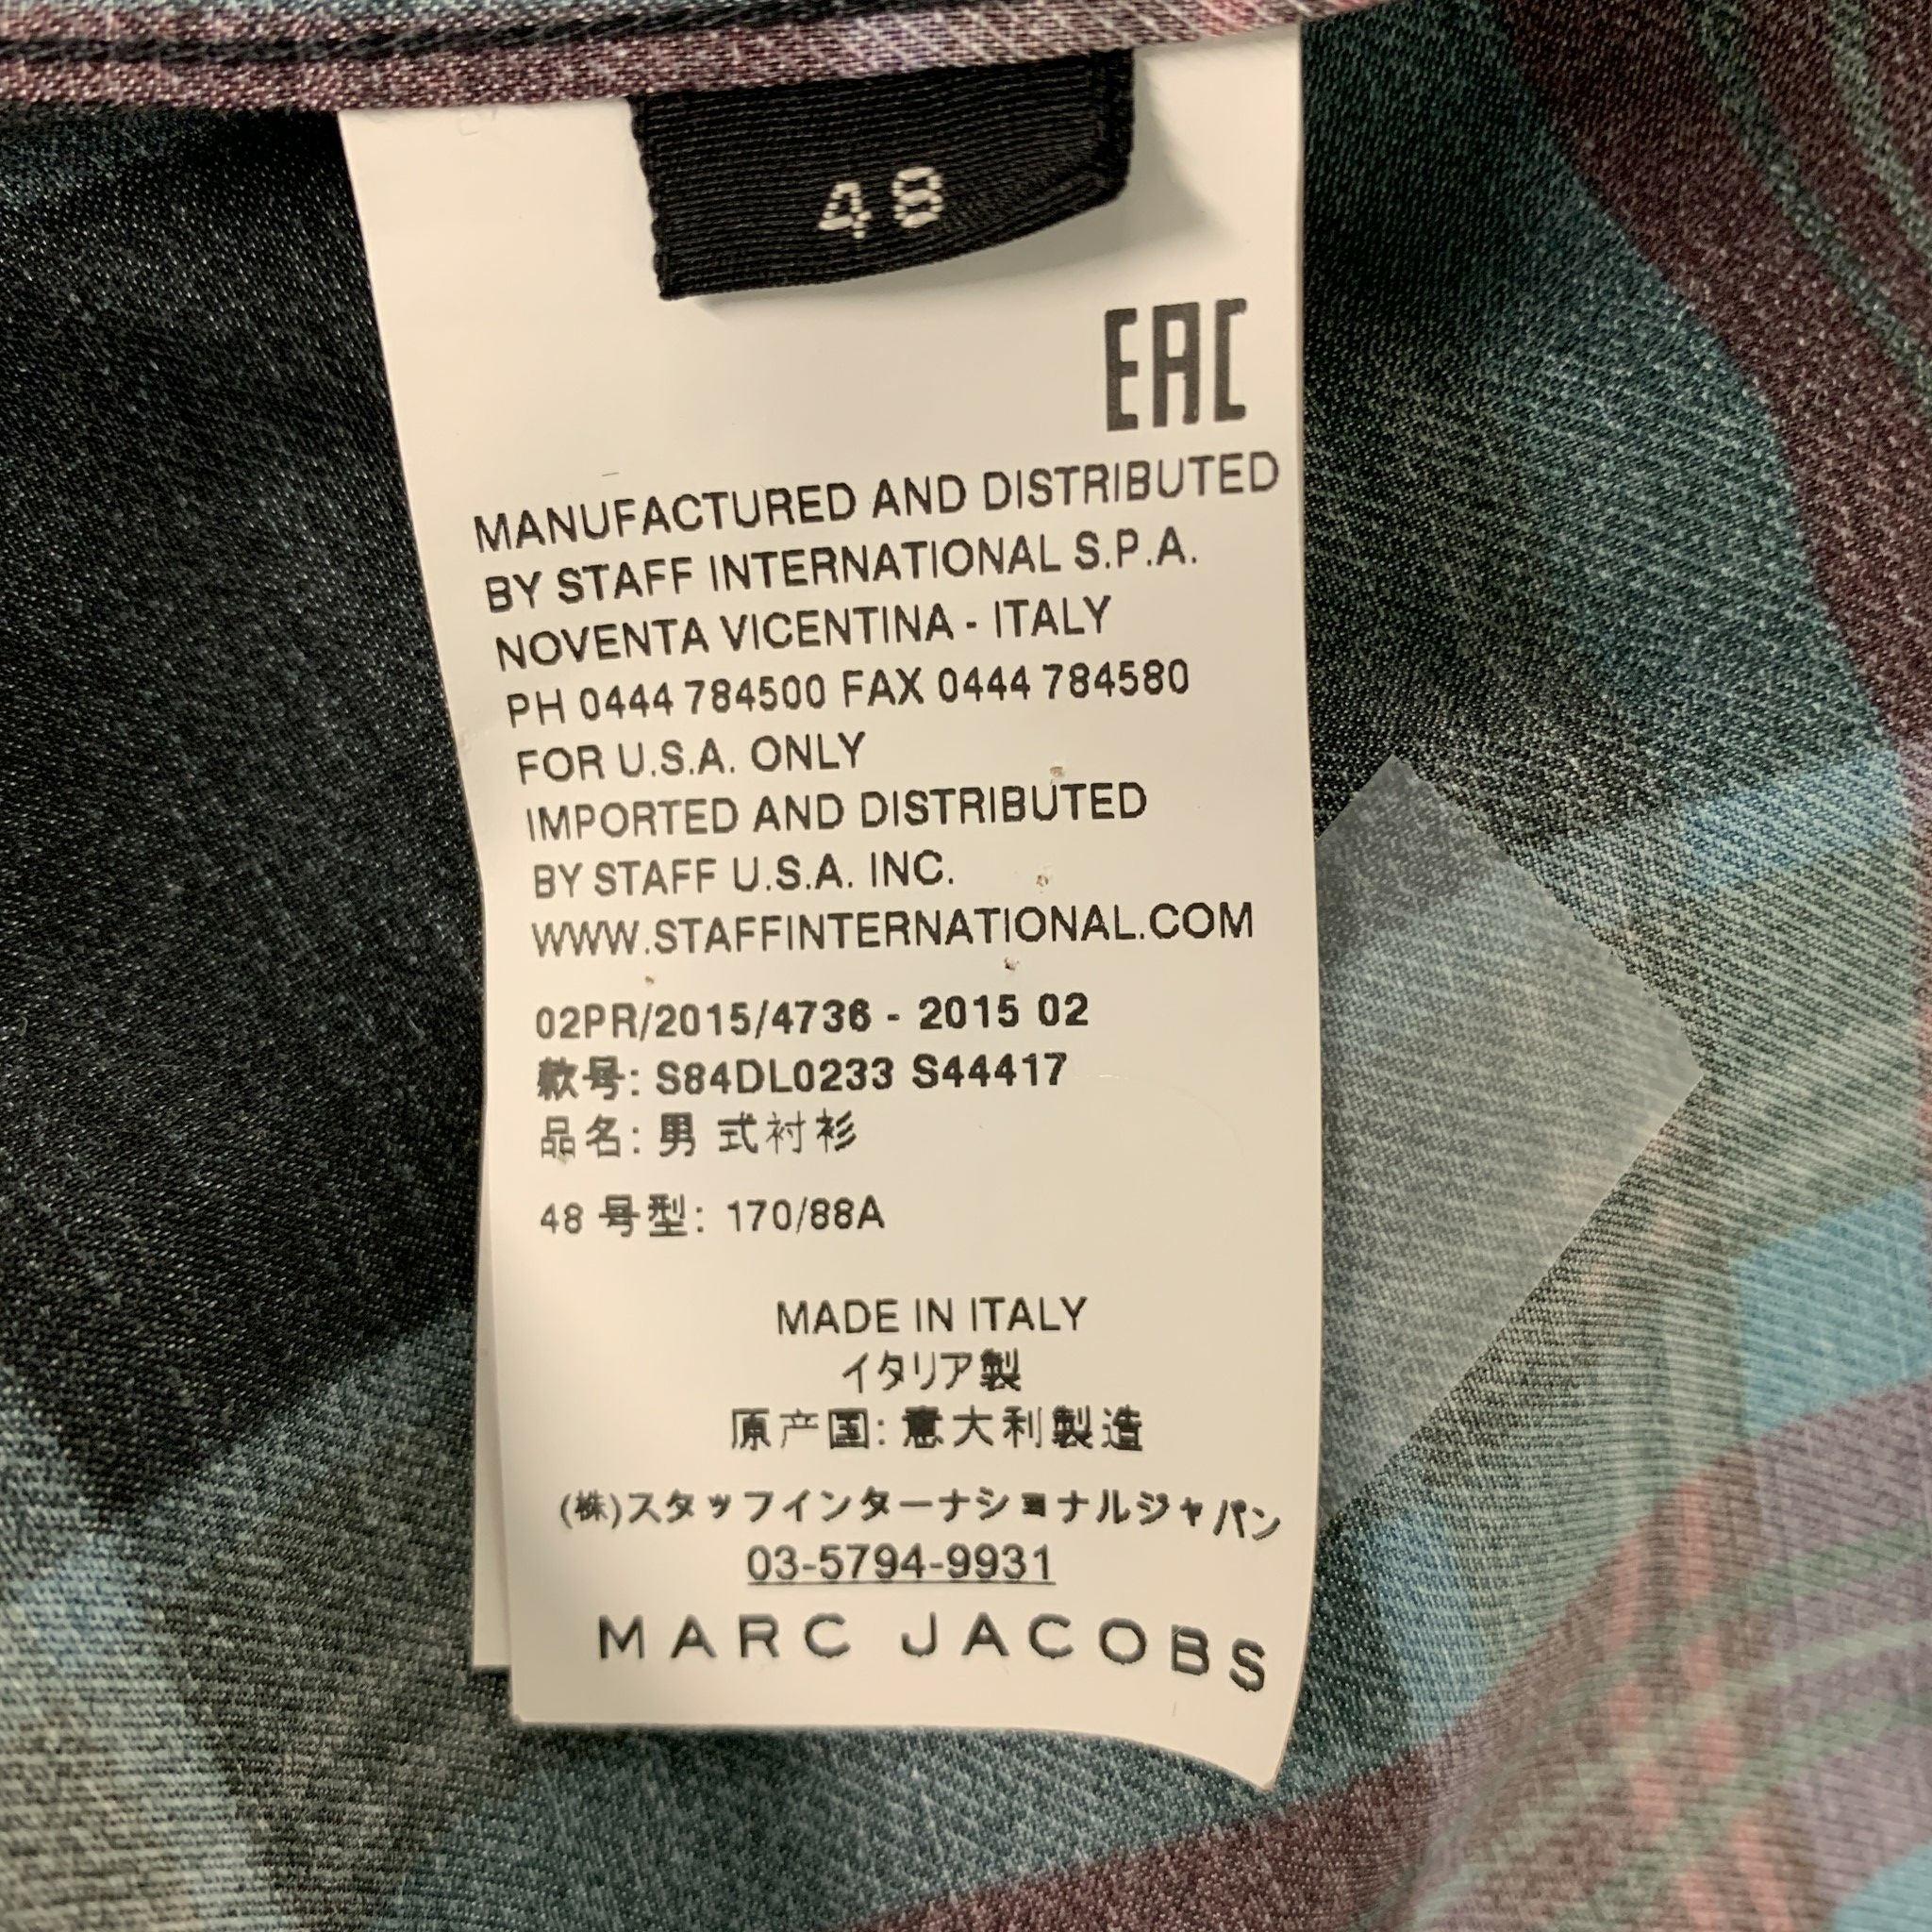 48
EAC
MANUFACTURED AND DISTRIBUTED
BY STAFF INTERNATIONAL S.P.A.
NOVENTA VICENTINA - ITALY
PH 0444 784500 FAX 0444 784580
FOR U.S.A. ONLY
IMPORTED AND DISTRIBUTED
BY STAFF U.S.A. INC.
WWW.STAFFINTERNATIONAL.COM
02PR/2015/4736 - 2015 02
款号: S84DL0233 S44417
品名: 男 式衬衫
48 号型: 170/88A
MADE IN ITALY
イタリア製
原产国: 意大利製造
(株)スタッフインターナショナルジャパン
03-5794-9931
MARC JACOBS